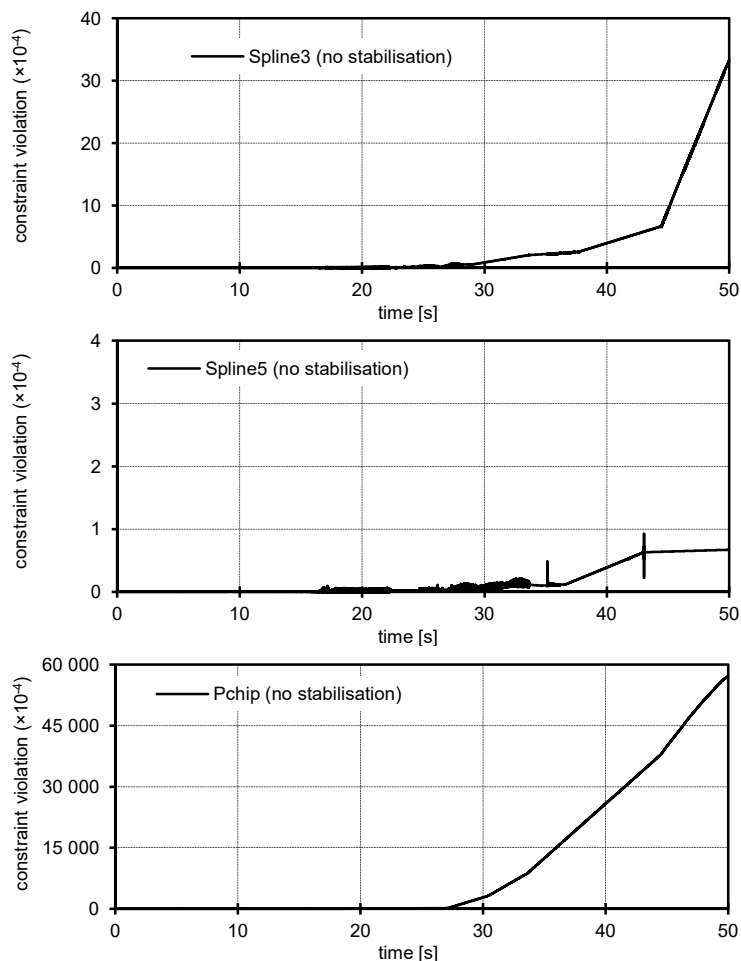 constraint violation (×10⁻⁴)
40
30
20
10
0
Spline3 (no stabilisation)
0 10 20 30 40 50
time [s]
constraint violation (×10⁻⁴)
4
3
2
1
0
Spline5 (no stabilisation)
0 10 20 30 40 50
time [s]
constraint violation (×10⁻⁴)
60 000
45 000
30 000
15 000
0
Pchip (no stabilisation)
0 10 20 30 40 50
time [s]